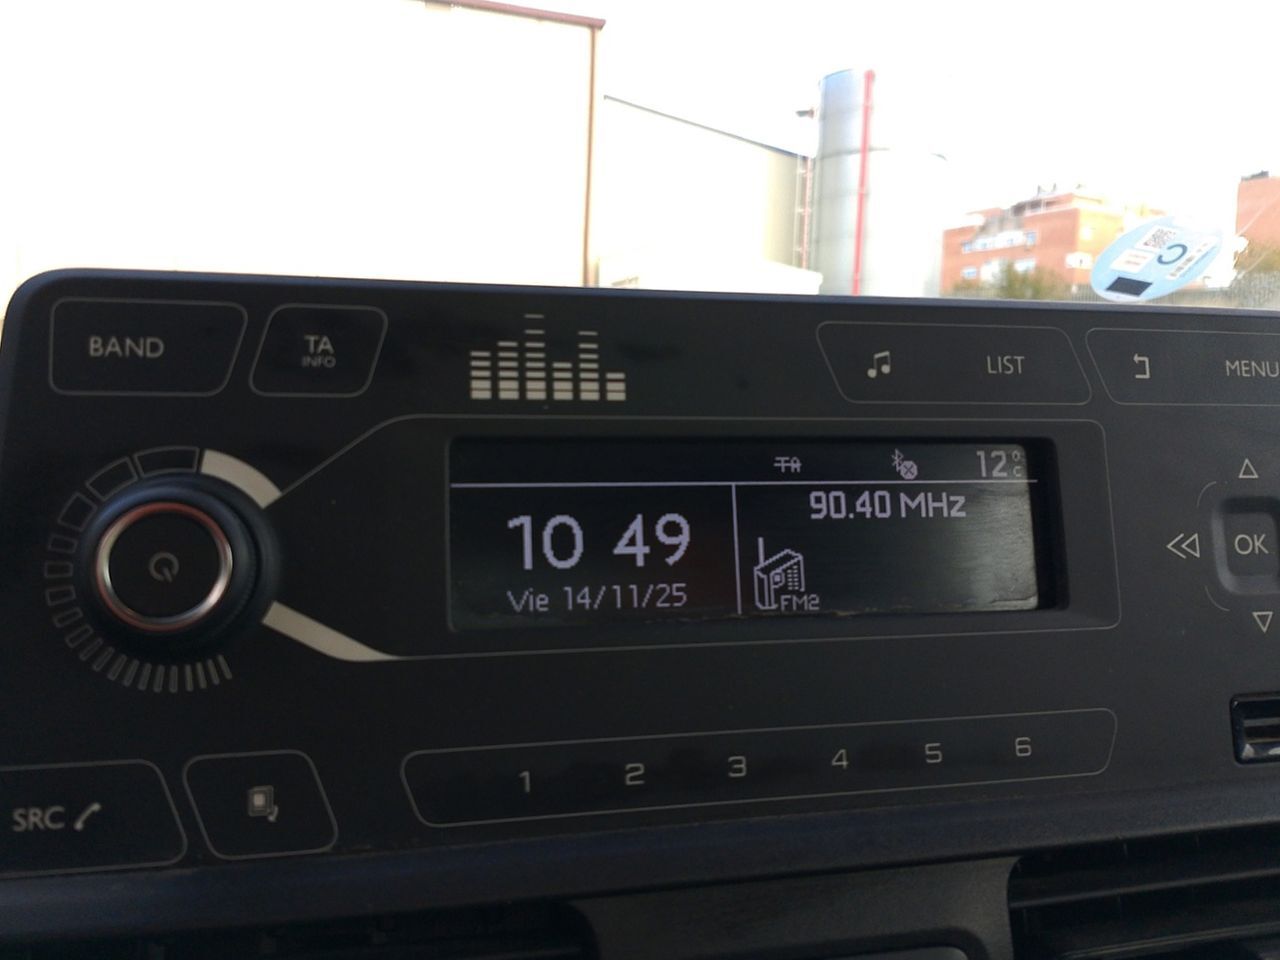 BAND
TA
INFO
LIST
MENU
TA
12°C
10 49
90.40 MHz
Vie 14/11/25
FM2
OK
SRC
1 2 3 4 5 6